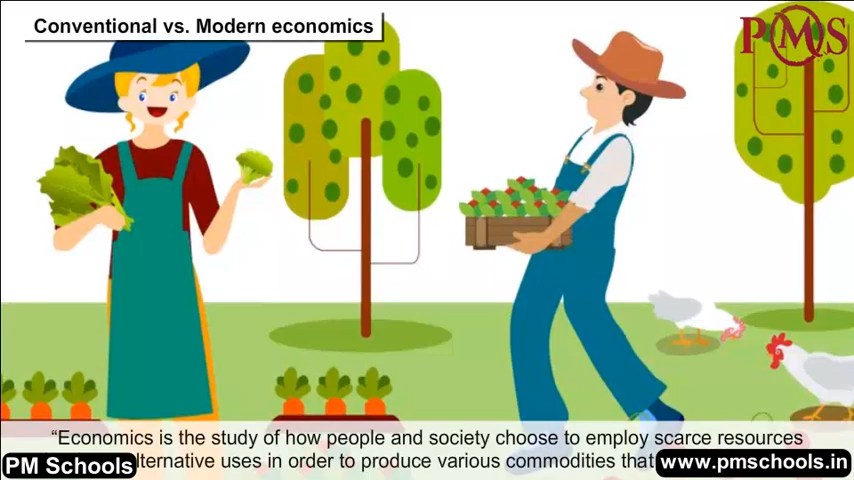 Conventional vs. Modern economics
PMS
“Economics is the study of how people and society choose to employ scarce resources
lternative uses in order to produce various commodities that
PM Schools
www.pmschools.in